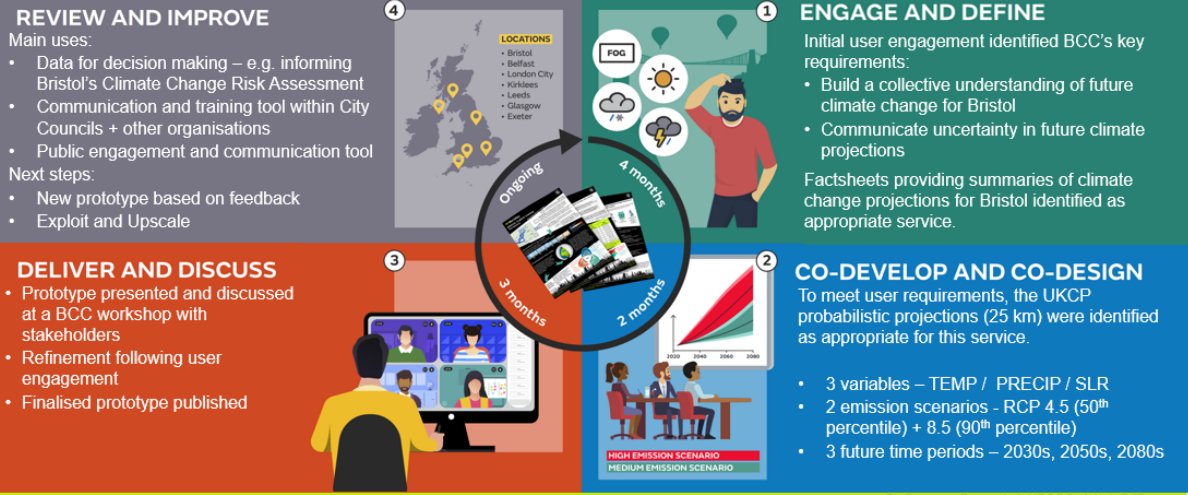 REVIEW AND IMPROVE
Main uses:
• Data for decision making – e.g. informing
Bristol's Climate Change Risk Assessment
• Communication and training tool within City
Councils + other organisations
• Public engagement and communication tool
Next steps:
• New prototype based on feedback
• Exploit and Upscale
4
LOCATIONS
• Bristol
• Belfast
• London City
• Kirklees
• Leeds
• Glasgow
• Exeter
Ongoing
1
FOG
4 months
ENGAGE AND DEFINE
Initial user engagement identified BCC's key
requirements:
• Build a collective understanding of future
climate change for Bristol
• Communicate uncertainty in future climate
projections
Factsheets providing summaries of climate
change projections for Bristol identified as
appropriate service.
DELIVER AND DISCUSS
• Prototype presented and discussed
at a BCC workshop with
stakeholders
• Refinement following user
engagement
• Finalised prototype published
3
3 months
2
2 months
2020 2040 2060 2080
HIGH EMISSION SCENARIO
MEDIUM EMISSION SCENARIO
CO-DEVELOP AND CO-DESIGN
To meet user requirements, the UKCP
probabilistic projections (25 km) were identified
as appropriate for this service.
• 3 variables – TEMP / PRECIP / SLR
• 2 emission scenarios - RCP 4.5 (50th
percentile) + 8.5 (90th percentile)
• 3 future time periods – 2030s, 2050s, 2080s